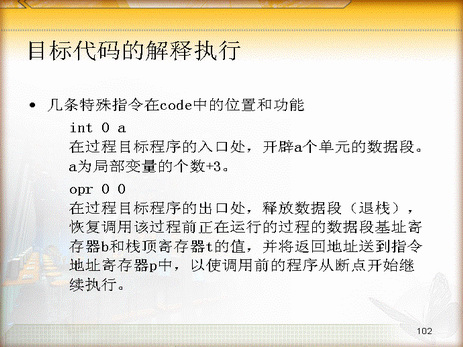 目标代码的解释执行
• 几条特殊指令在code中的位置和功能
int 0 a
在过程目标程序的入口处，开辟a个单元的数据段。
a为局部变量的个数+3。
opr 0 0
在过程目标程序的出口处，释放数据段（退栈），
恢复调用该过程前正在运行的过程的数据段基址寄
存器b和栈顶寄存器t的值，并将返回地址送到指令
地址寄存器p中，以使调用前的程序从断点开始继
续执行。
102